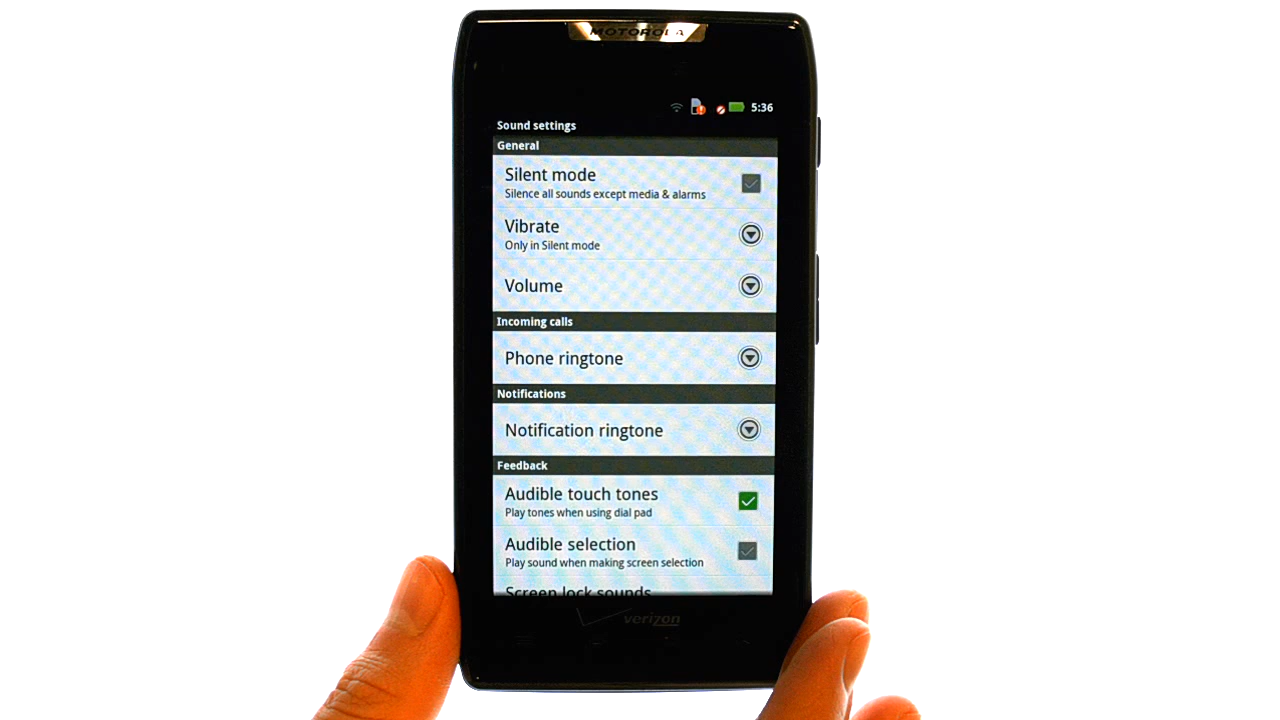 MOTOROLA
5:36
Sound settings
General
Silent mode
Silence all sounds except media & alarms
Vibrate
Only in Silent mode
Volume
Incoming calls
Phone ringtone
Notifications
Notification ringtone
Feedback
Audible touch tones
Play tones when using dial pad
Audible selection
Play sound when making screen selection
Screen lock sounds
verizon